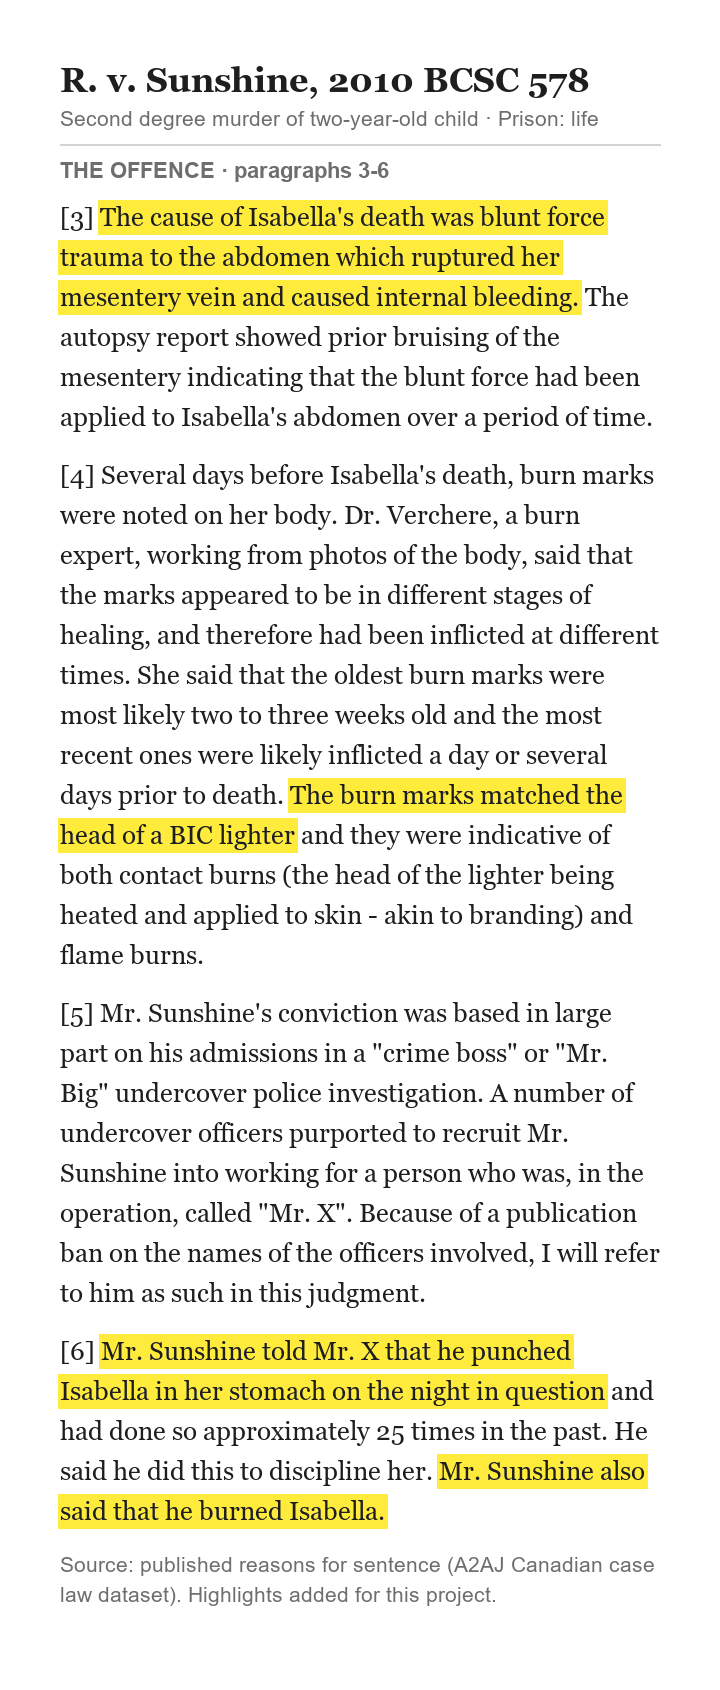 R. v. Sunshine, 2010 BCSC 578
Second degree murder of two-year-old child · Prison: life
THE OFFENCE · paragraphs 3-6
[3] The cause of Isabella's death was blunt force
trauma to the abdomen which ruptured her
mesentery vein and caused internal bleeding. The
autopsy report showed prior bruising of the
mesentery indicating that the blunt force had been
applied to Isabella's abdomen over a period of time.
[4] Several days before Isabella's death, burn marks
were noted on her body. Dr. Verchere, a burn
expert, working from photos of the body, said that
the marks appeared to be in different stages of
healing, and therefore had been inflicted at different
times. She said that the oldest burn marks were
most likely two to three weeks old and the most
recent ones were likely inflicted a day or several
days prior to death. The burn marks matched the
head of a BIC lighter and they were indicative of
both contact burns (the head of the lighter being
heated and applied to skin - akin to branding) and
flame burns.
[5] Mr. Sunshine's conviction was based in large
part on his admissions in a "crime boss" or "Mr.
Big" undercover police investigation. A number of
undercover officers purported to recruit Mr.
Sunshine into working for a person who was, in the
operation, called "Mr. X". Because of a publication
ban on the names of the officers involved, I will refer
to him as such in this judgment.
[6] Mr. Sunshine told Mr. X that he punched
Isabella in her stomach on the night in question and
had done so approximately 25 times in the past. He
said he did this to discipline her. Mr. Sunshine also
said that he burned Isabella.
Source: published reasons for sentence (A2AJ Canadian case
law dataset). Highlights added for this project.